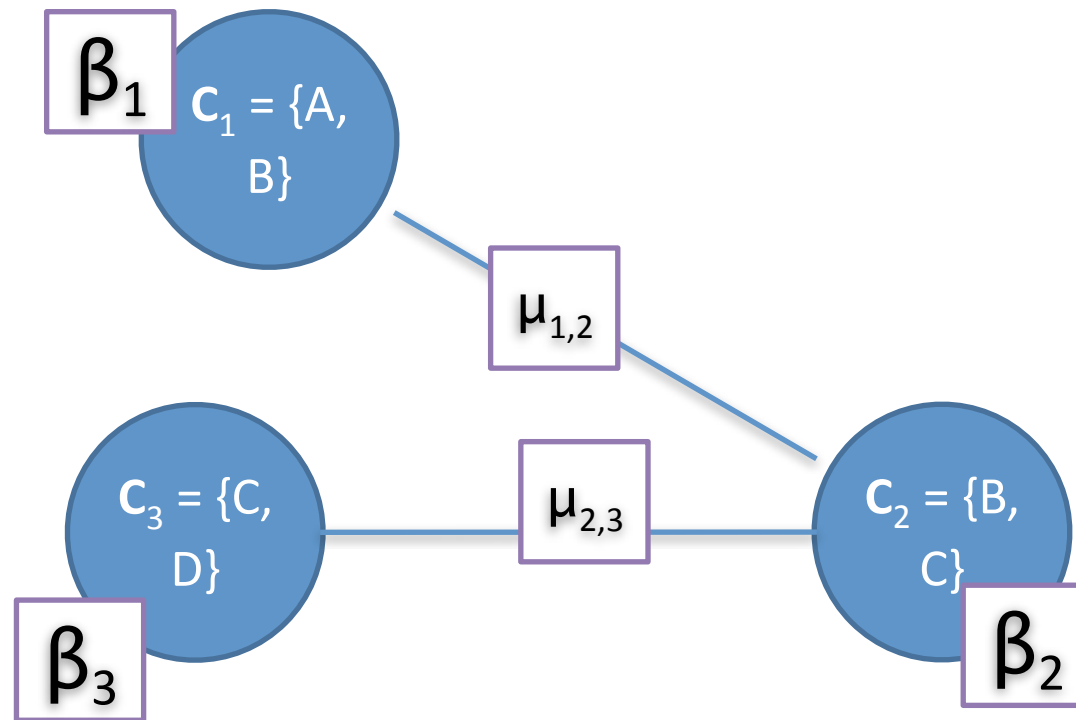 β₁
C₁ = {A,
B}
μ₁,₂
C₃ = {C,
D}
μ₂,₃
C₂ = {B,
C}
β₃
β₂